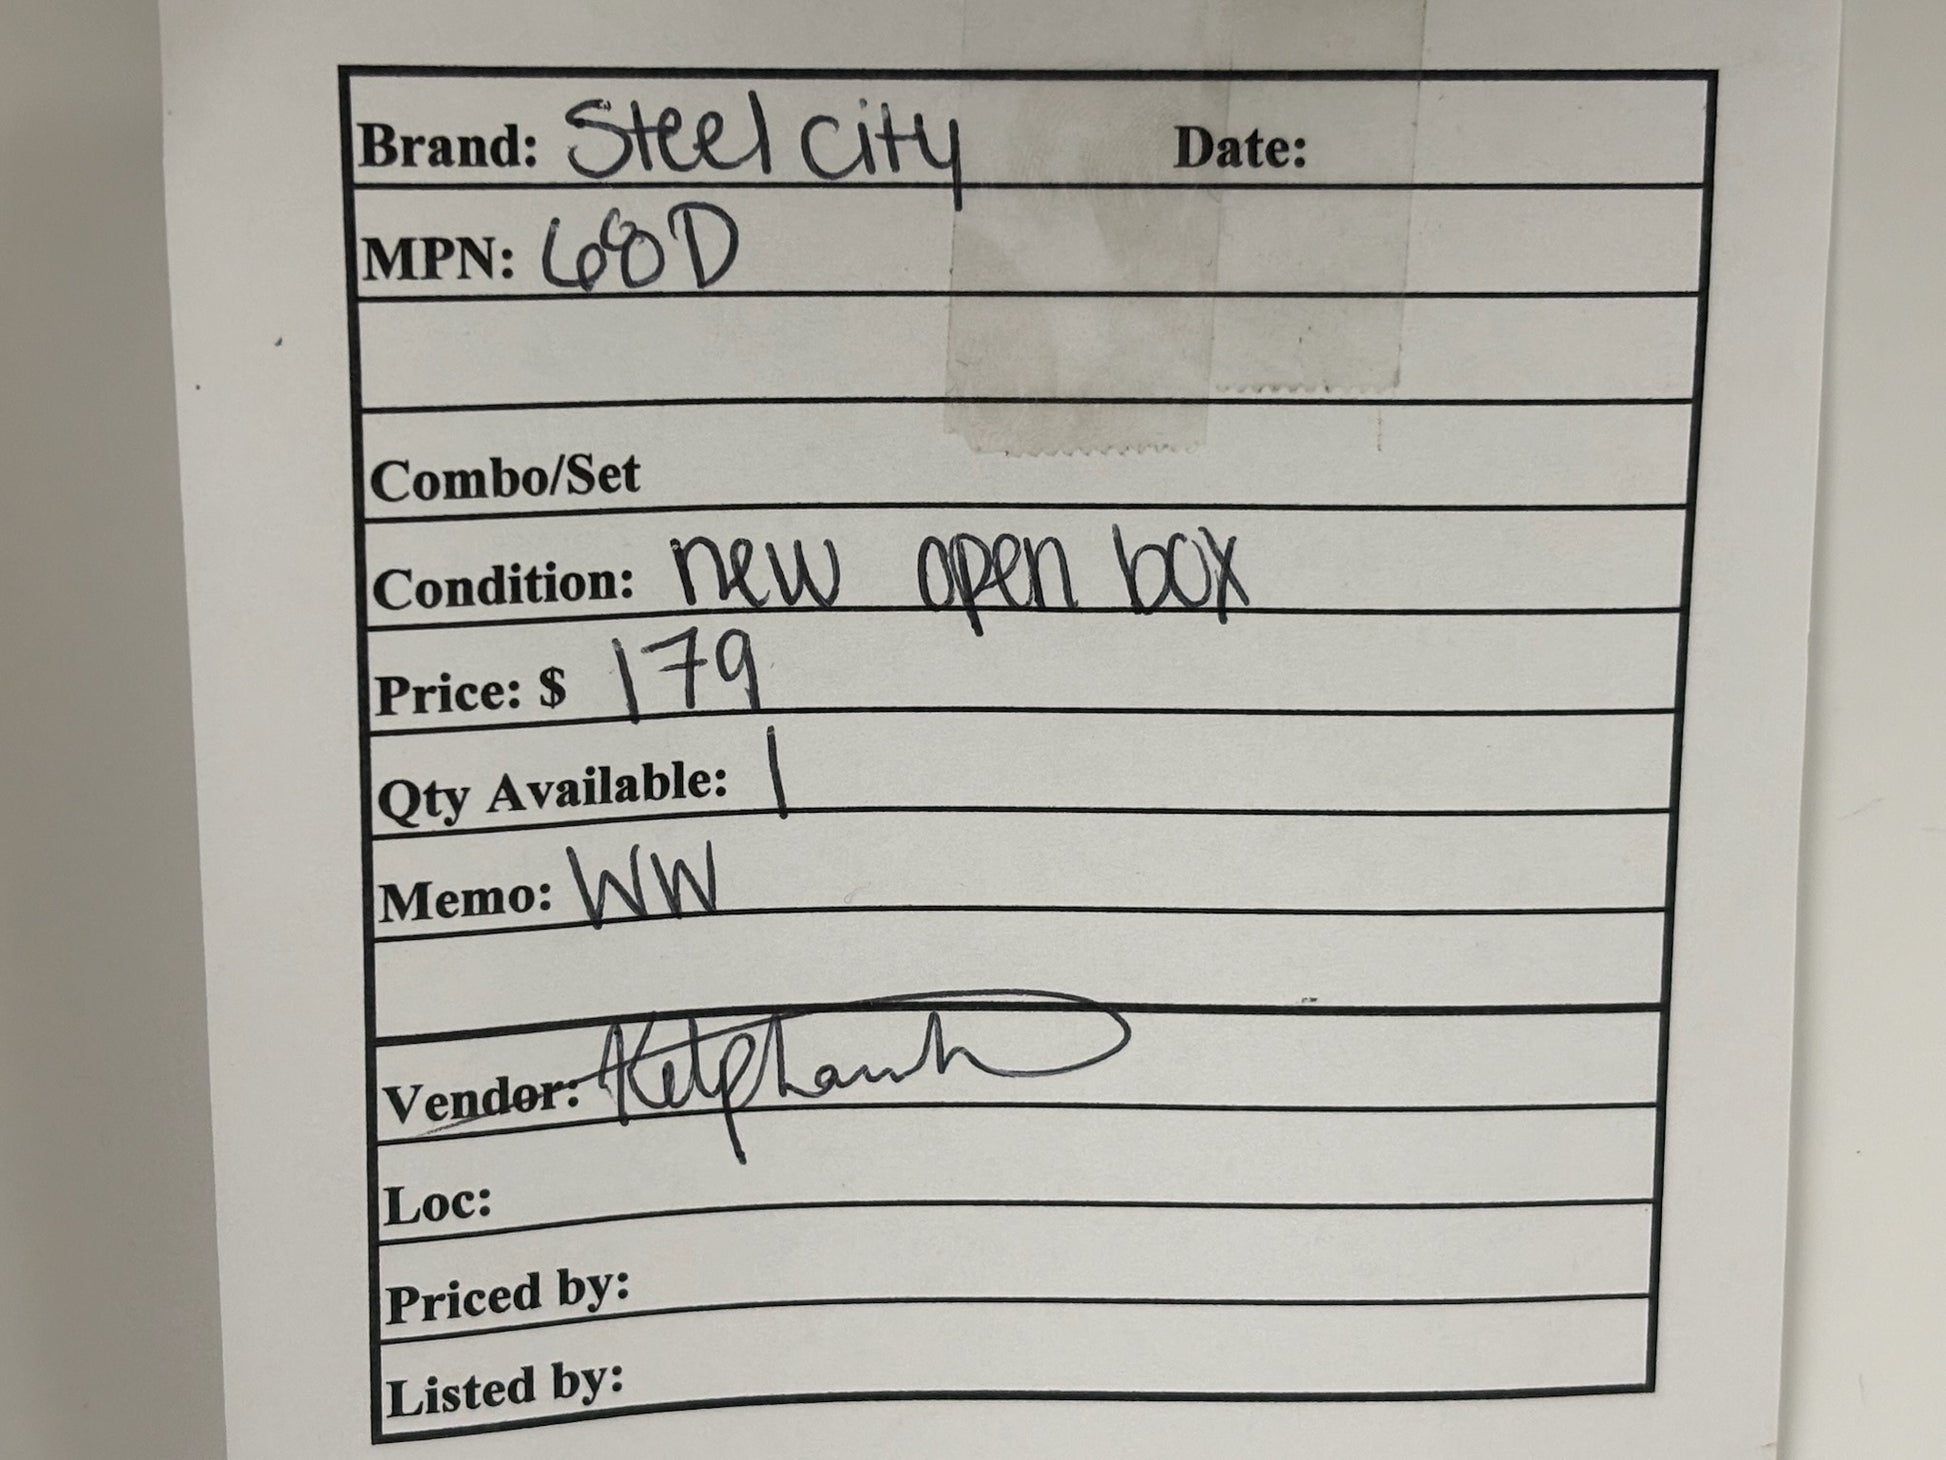 Brand: Steel City Date:
MPN: 68D
Combo/Set
Condition: new open box
Price: $ 179
Qty Available: 1
Memo: WW
Vendor:
Loc:
Priced by:
Listed by: